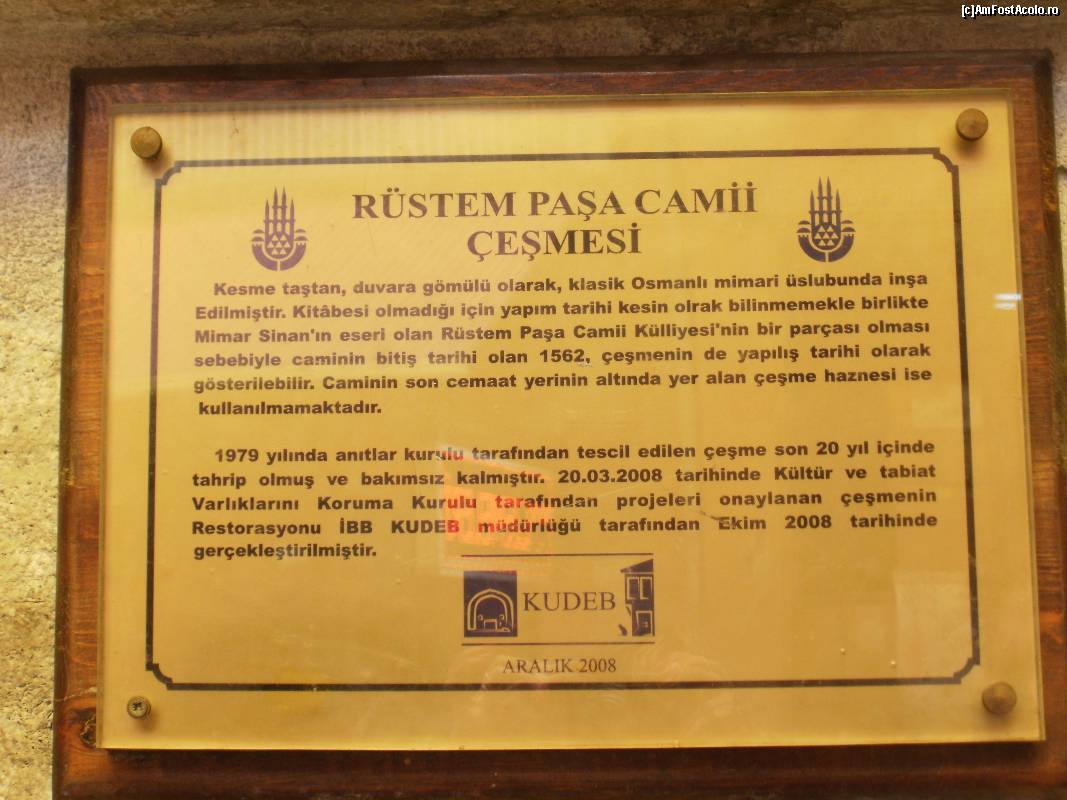 [c]AmFostAcolo.ro
RÜSTEM PAŞA CAMİİ
ÇEŞMESİ
Kesme taştan, duvara gömülü olarak, klasik Osmanlı mimari üslubunda inşa
Edilmiştir. Kitâbesi olmadığı için yapım tarihi kesin olrak bilinmemekle birlikte
Mimar Sinan'ın eseri olan Rüstem Paşa Camii Külliyesi'nin bir parçası olması
sebebiyle caminin bitiş tarihi olan 1562, çeşmenin de yapılış tarihi olarak
gösterilebilir. Caminin son cemaat yerinin altında yer alan çeşme haznesi ise
kullanılmamaktadır.
1979 yılında anıtlar kurulu tarafından tescil edilen çeşme son 20 yıl içinde
tahrip olmuş ve bakımsız kalmıştır. 20.03.2008 tarihinde Kültür ve tabiat
Varlıklarını Koruma Kurulu tarafından projeleri onaylanan çeşmenin
Restorasyonu İBB KUDEB müdürlüğü tarafından Ekim 2008 tarihinde
gerçekleştirilmiştir.
KUDEB
ARALIK 2008